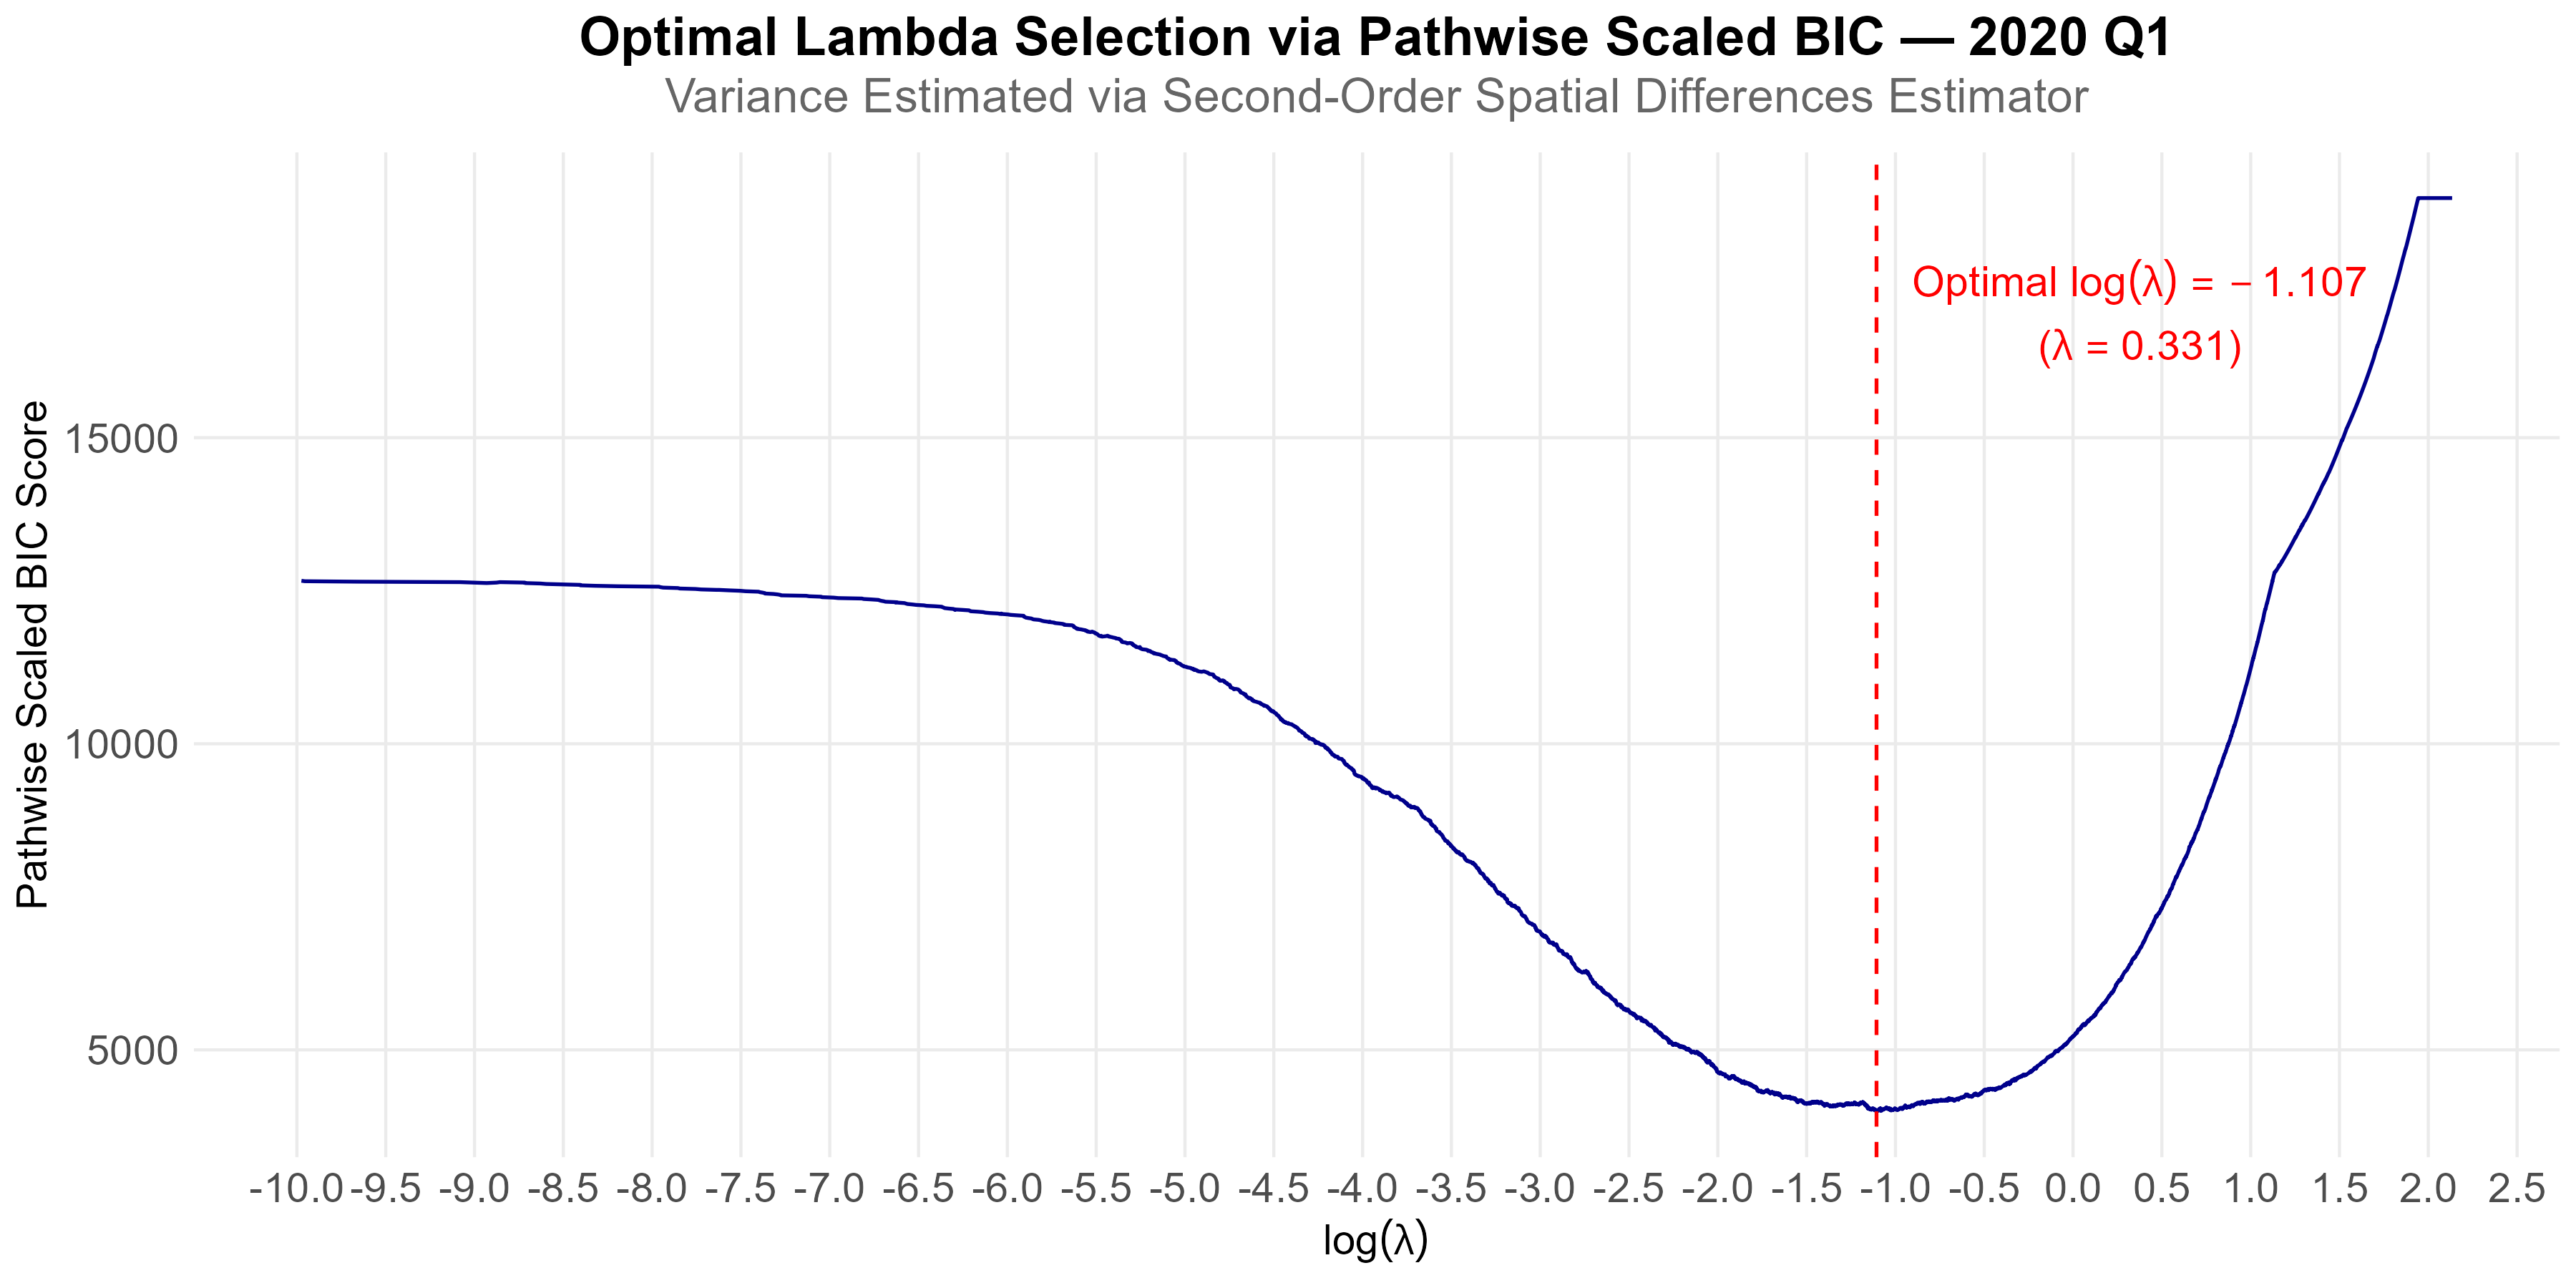 Optimal Lambda Selection via Pathwise Scaled BIC — 2020 Q1
Variance Estimated via Second-Order Spatial Differences Estimator
Optimal log(λ) = − 1.107
(λ = 0.331)
Pathwise Scaled BIC Score
15000
10000
5000
-10.0 -9.5 -9.0 -8.5 -8.0 -7.5 -7.0 -6.5 -6.0 -5.5 -5.0 -4.5 -4.0 -3.5 -3.0 -2.5 -2.0 -1.5 -1.0 -0.5 0.0 0.5 1.0 1.5 2.0 2.5
log(λ)